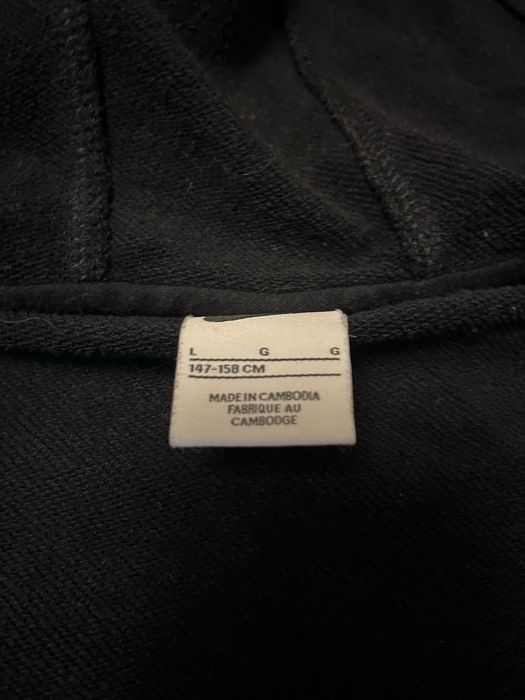 L G G
147-158 CM
MADE IN CAMBODIA
FABRIQUE AU
CAMBODGE